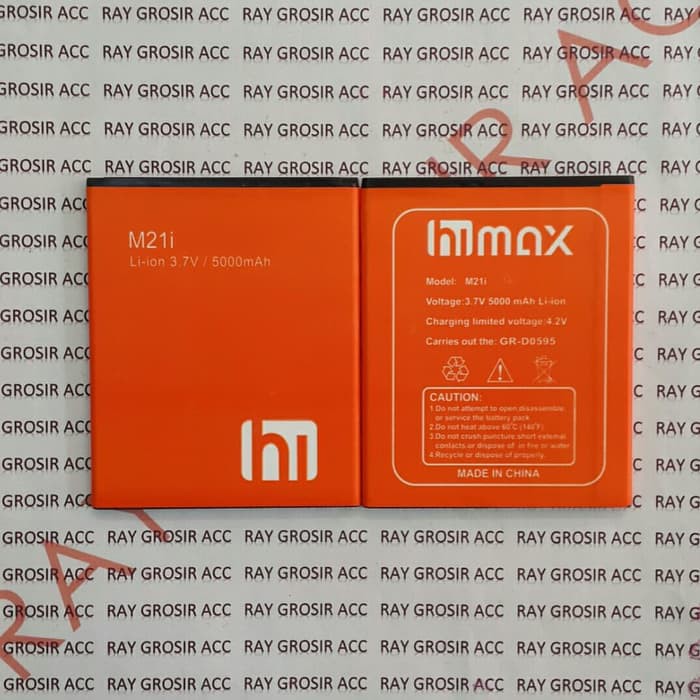 RAY GROSIR ACC
M21i
Li-ion 3.7V / 5000mAh
hmmax
Model: M21i
Voltage:3.7V 5000 mAh Li-ion
Charging limited voltage:4.2V
Carries out the: GR-D0595
CAUTION:
1.Do not attempt to open.disassemble
or service the battery pack
2.Do not heat above 60°C (140°F)
3.Do not crush puncture short external
contacts or dispose of in fire or water
4.Recycle or dispose of property.
MADE IN CHINA